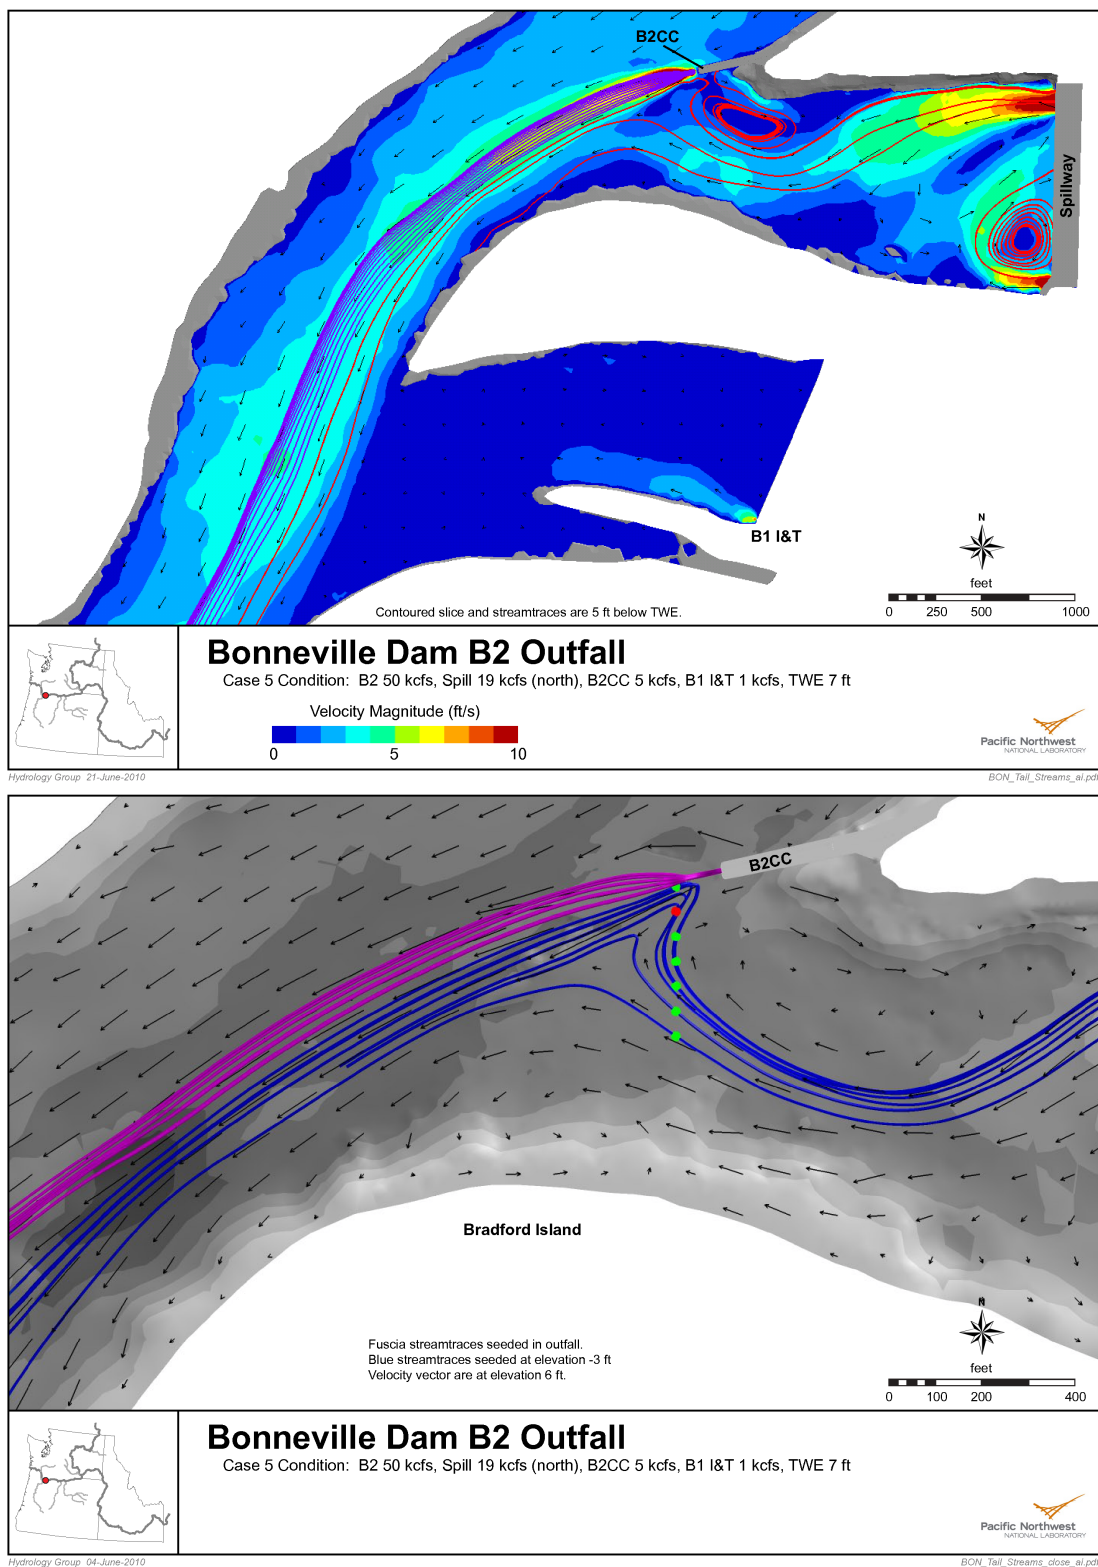 B2CC
Spillway
B1 I&T
N
feet
0 250 500 1000
Contoured slice and streamtraces are 5 ft below TWE.
Bonneville Dam B2 Outfall
Case 5 Condition: B2 50 kcfs, Spill 19 kcfs (north), B2CC 5 kcfs, B1 I&T 1 kcfs, TWE 7 ft
Velocity Magnitude (ft/s)
0 5 10
Pacific Northwest
NATIONAL LABORATORY
Hydrology Group 21-June-2010
BON_Tail_Streams_ai.pdf
B2CC
Bradford Island
N
Fuscia streamtraces seeded in outfall.
Blue streamtraces seeded at elevation -3 ft
Velocity vector are at elevation 6 ft.
feet
0 100 200 400
Bonneville Dam B2 Outfall
Case 5 Condition: B2 50 kcfs, Spill 19 kcfs (north), B2CC 5 kcfs, B1 I&T 1 kcfs, TWE 7 ft
Pacific Northwest
NATIONAL LABORATORY
Hydrology Group 04-June-2010
BON_Tail_Streams_close_ai.pdf